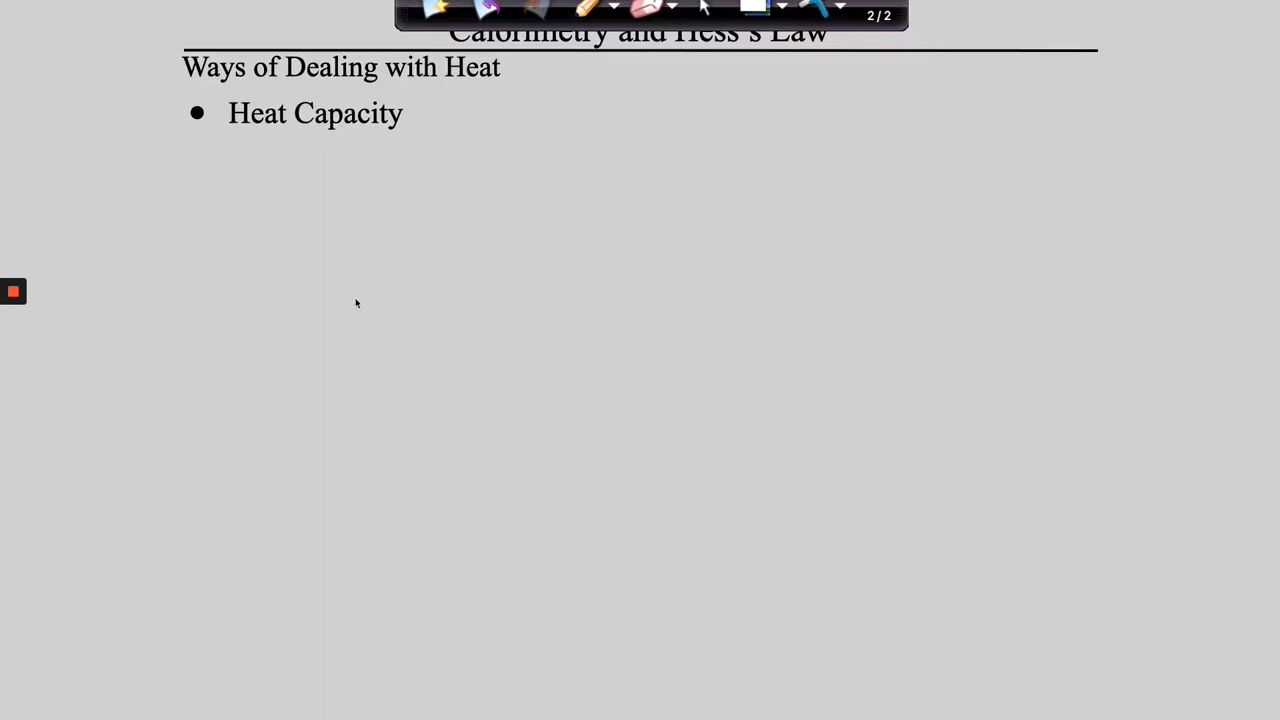 2 / 2
Calorimetry and Hess's Law
Ways of Dealing with Heat
● Heat Capacity